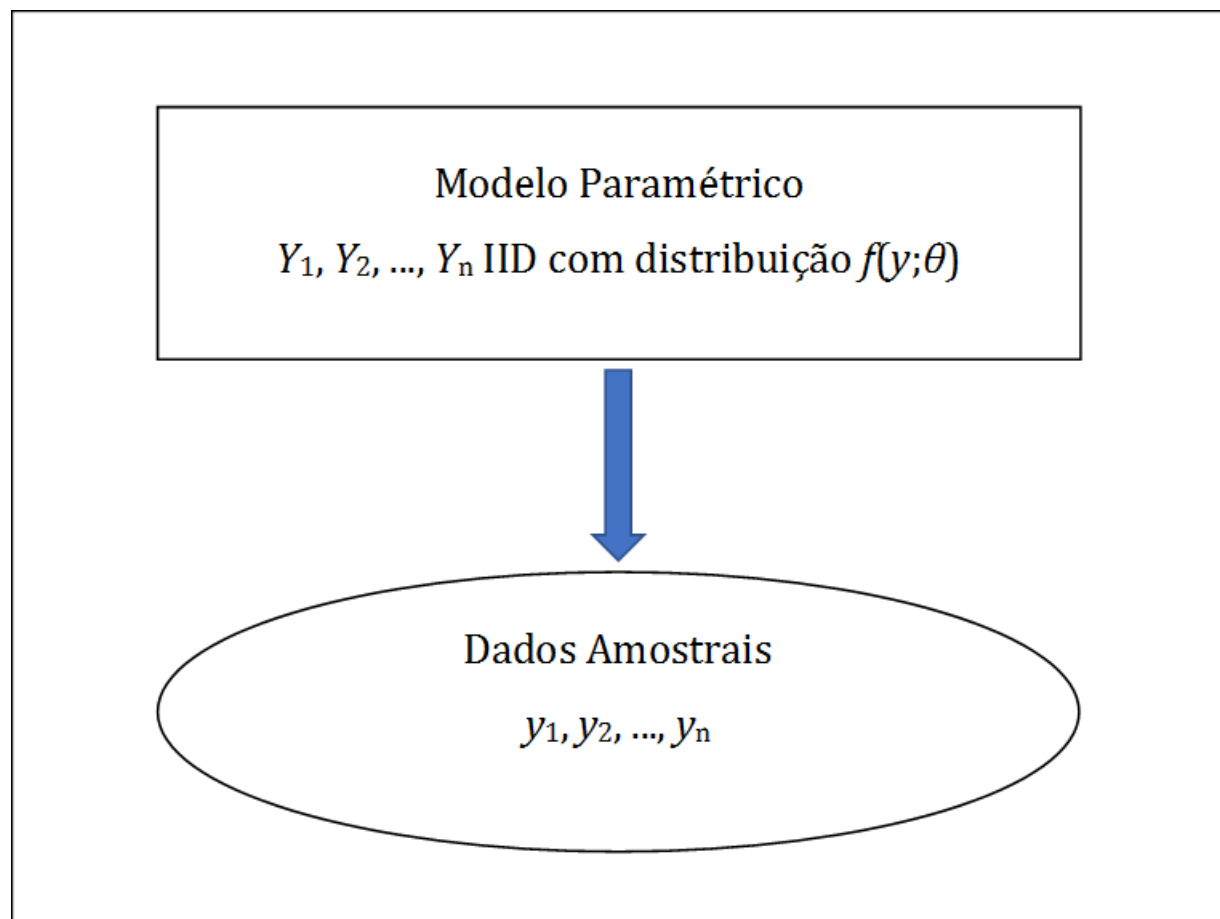 Modelo Paramétrico
Y₁, Y₂, ..., Yₙ IID com distribuição f(y;θ)
Dados Amostrais
y₁, y₂, ..., yₙ